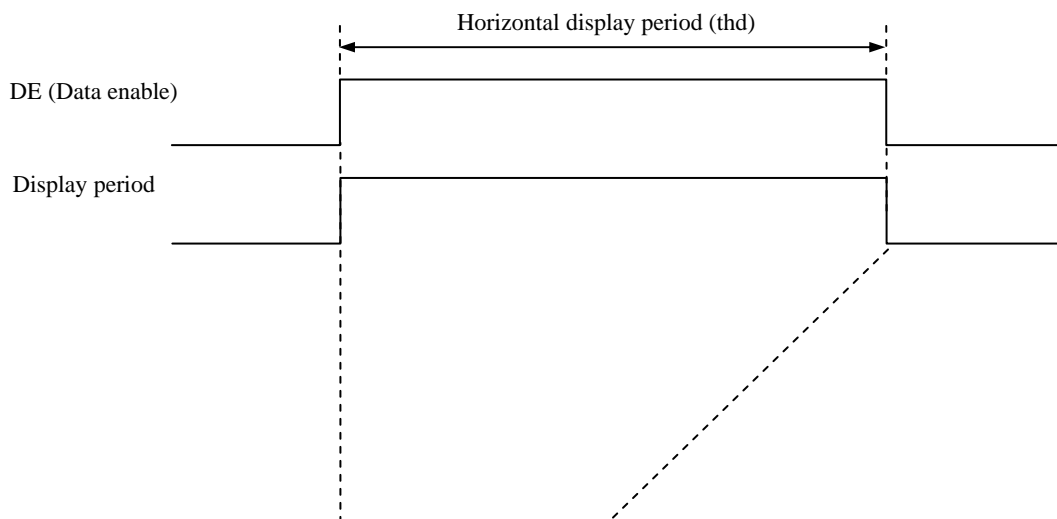 Horizontal display period (thd)
DE (Data enable)
Display period